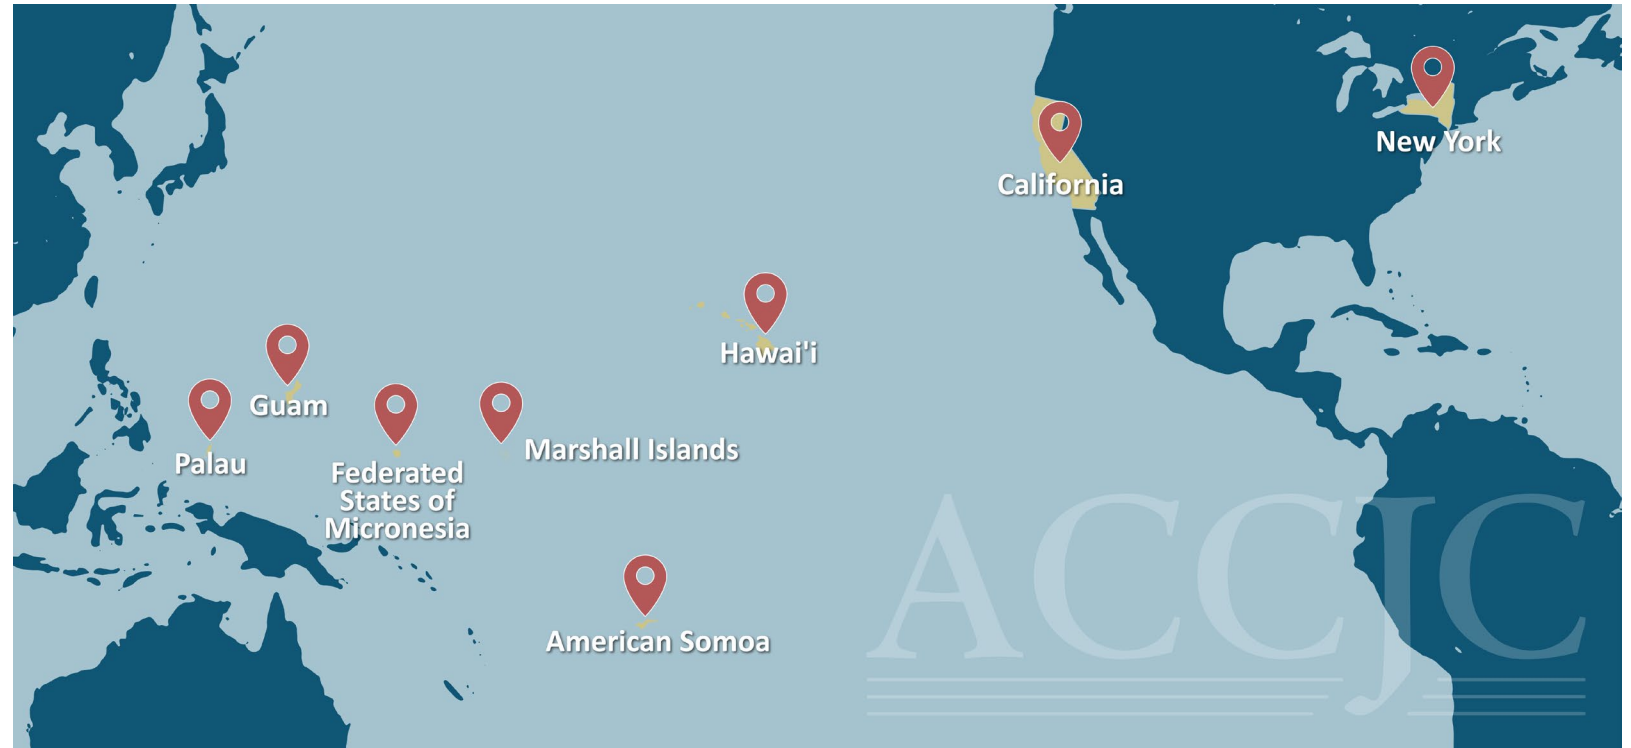 New York
California
Hawai'i
Guam
Palau
Marshall Islands
Federated
States of
Micronesia
American Somoa
ACCJC